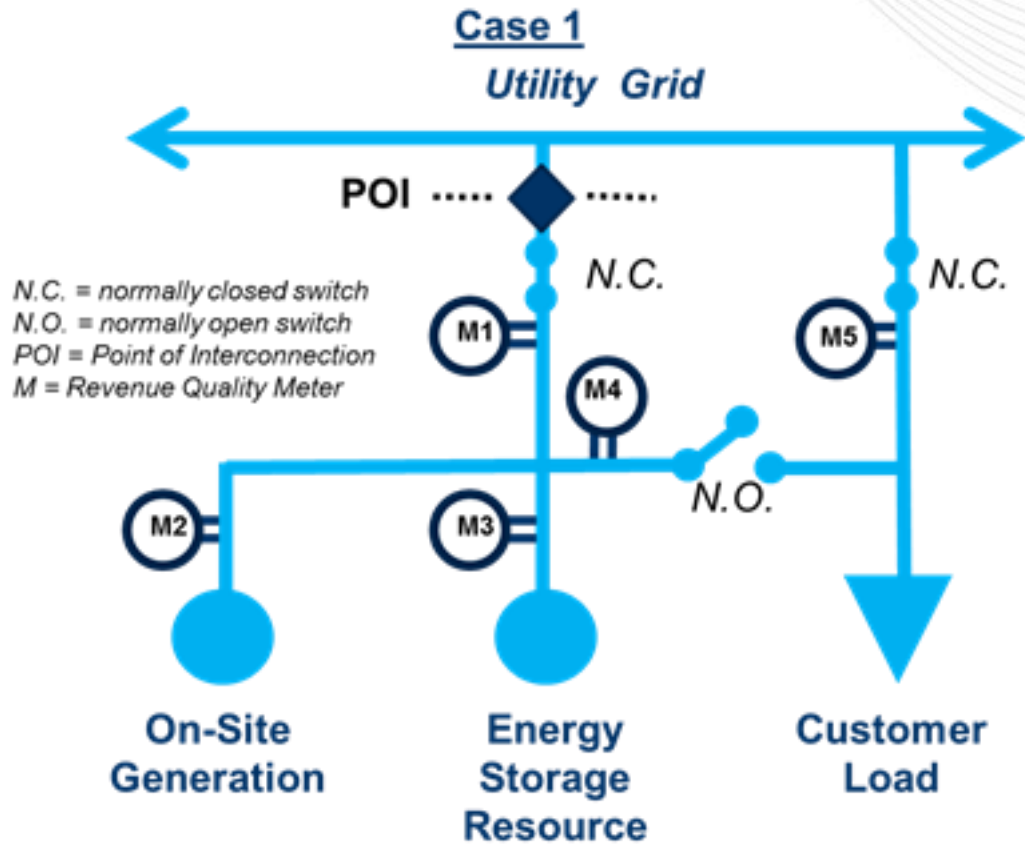 Case 1
Utility Grid
POI
N.C.
N.C.
N.C. = normally closed switch
N.O. = normally open switch
POI = Point of Interconnection
M = Revenue Quality Meter
M1
M5
M4
N.O.
M2
M3
On-Site
Generation
Energy
Storage
Resource
Customer
Load